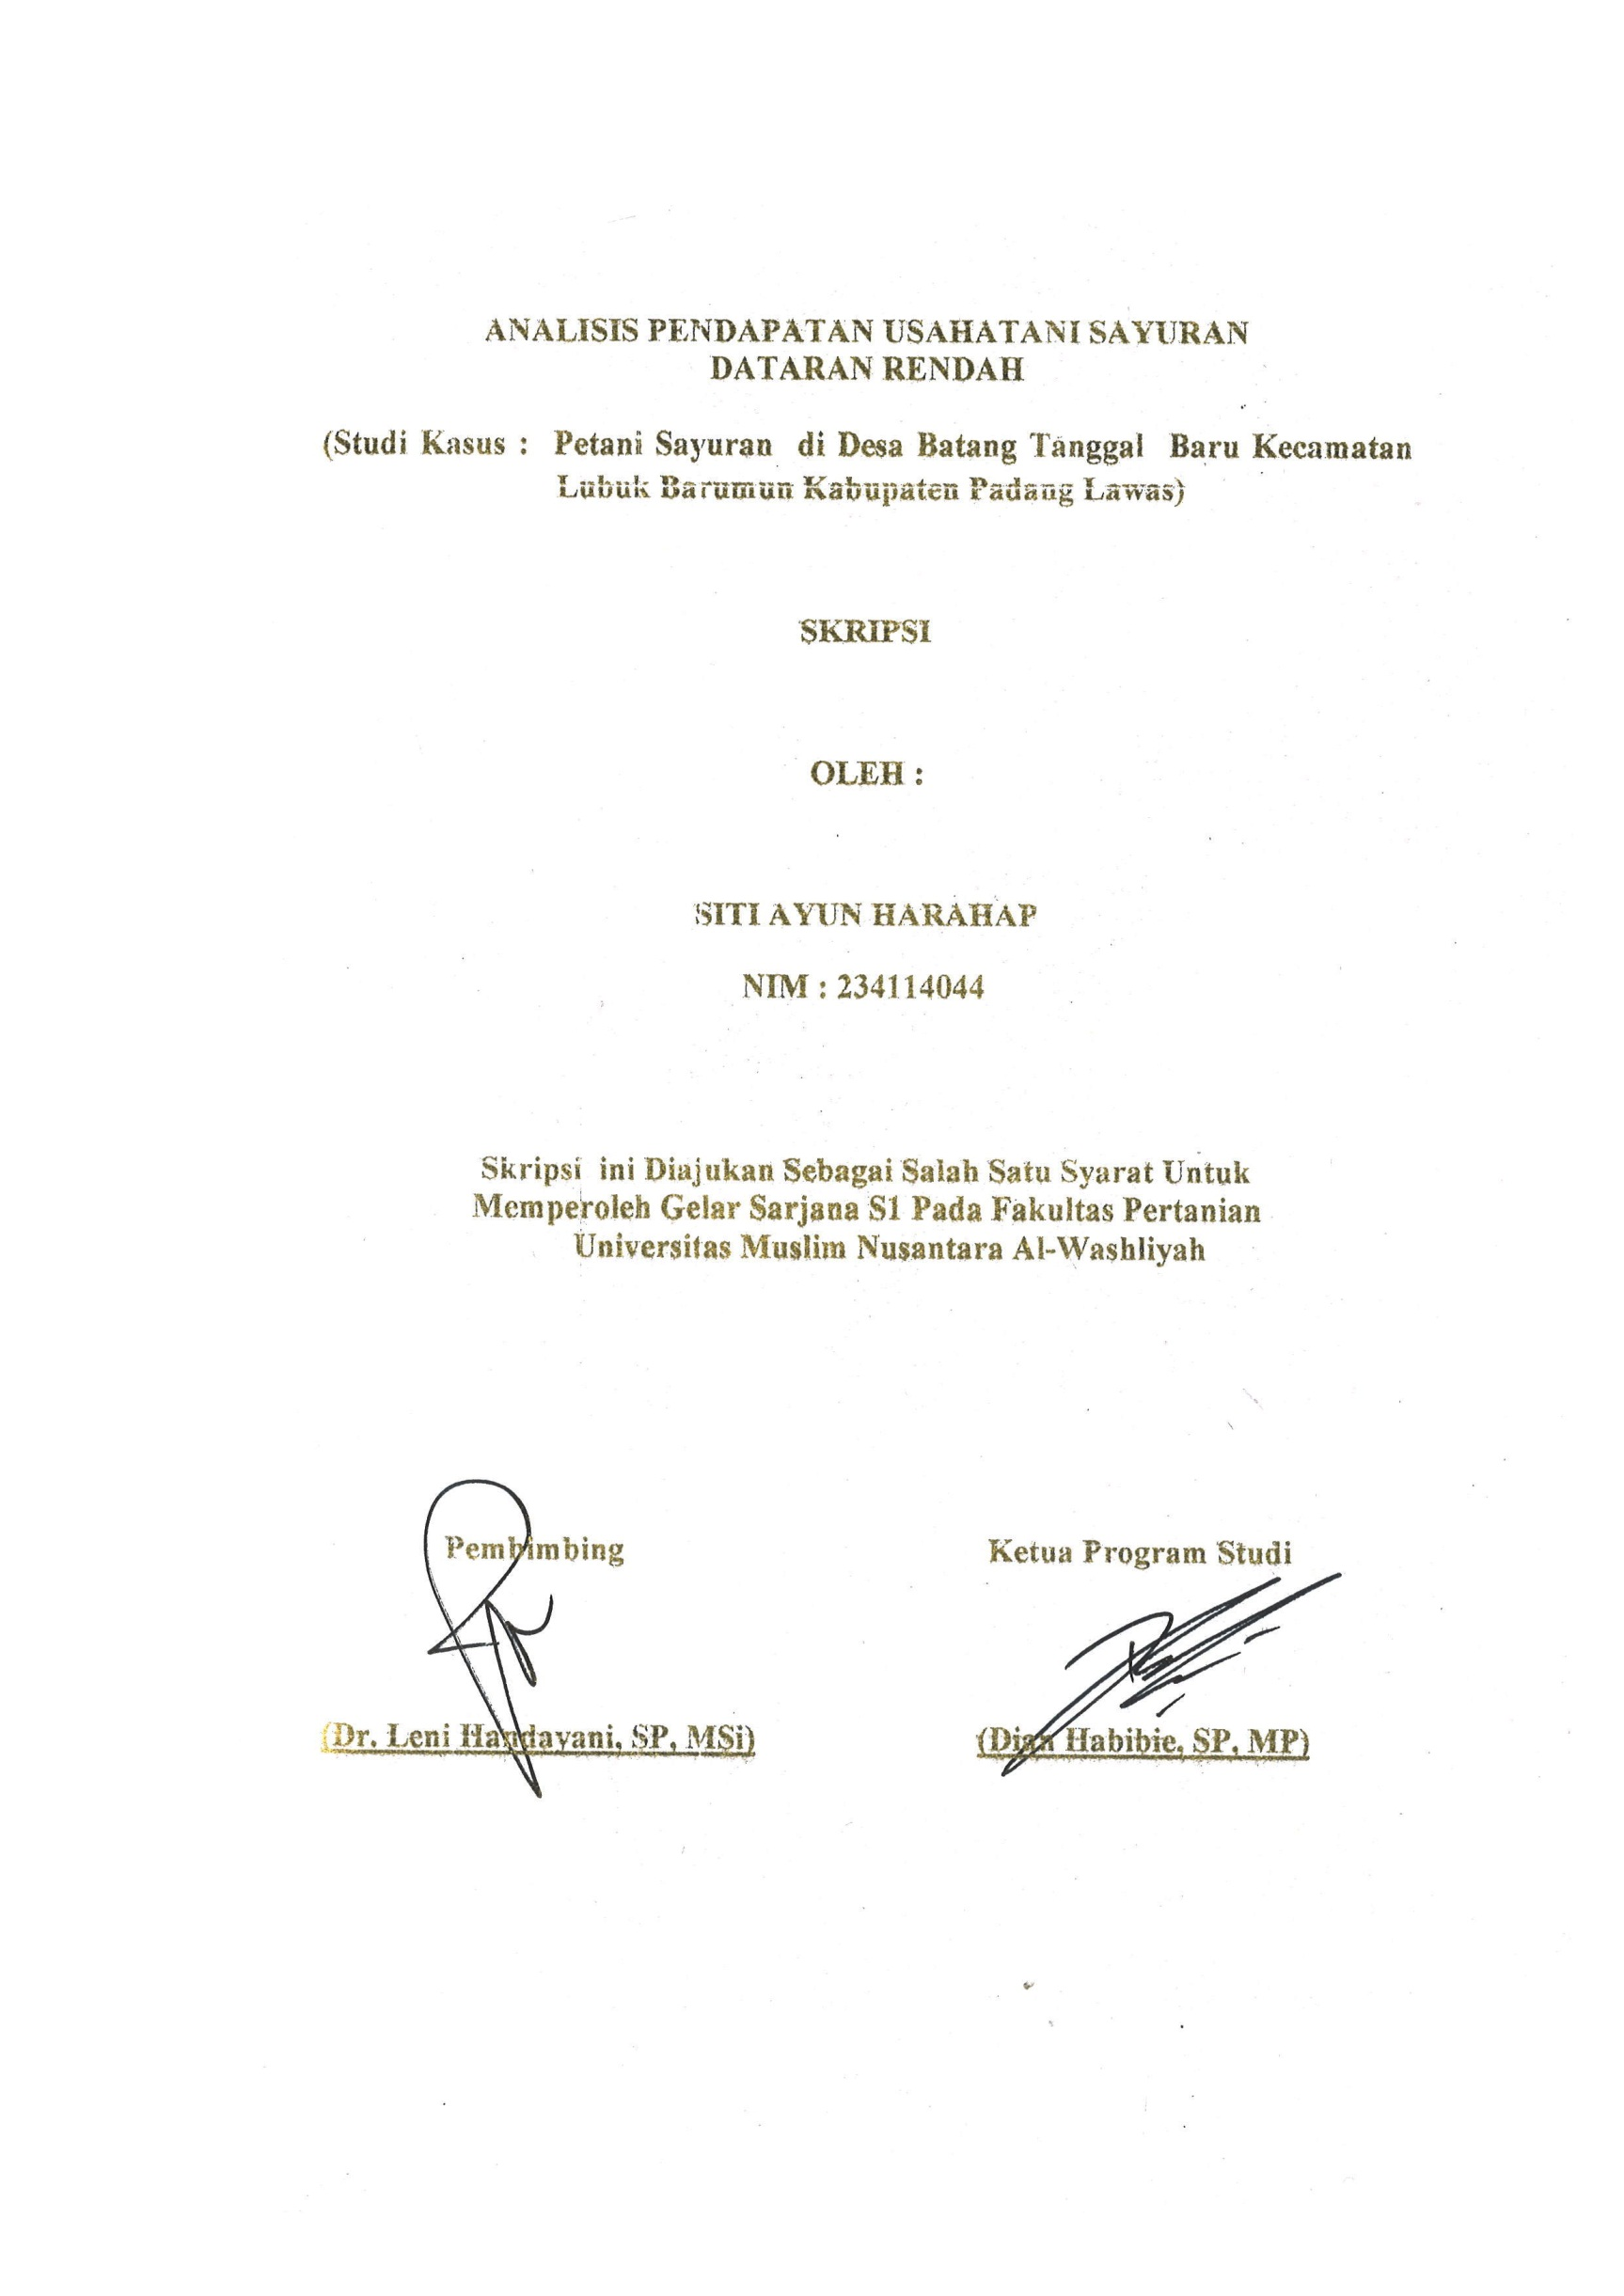 ANALISIS PENDAPATAN USAHATANI SAYURAN
DATARAN RENDAH
(Studi Kasus : Petani Sayuran di Desa Batang Tanggal Baru Kecamatan
Lubuk Barumun Kabupaten Padang Lawas)
SKRIPSI
OLEH :
SITI AYUN HARAHAP
NIM : 234114044
Skripsi ini Diajukan Sebagai Salah Satu Syarat Untuk
Memperoleh Gelar Sarjana S1 Pada Fakultas Pertanian
Universitas Muslim Nusantara Al-Washliyah
Pembimbing
Ketua Program Studi
(Dr. Leni Handayani, SP, MSi)
(Dian Habibie, SP, MP)